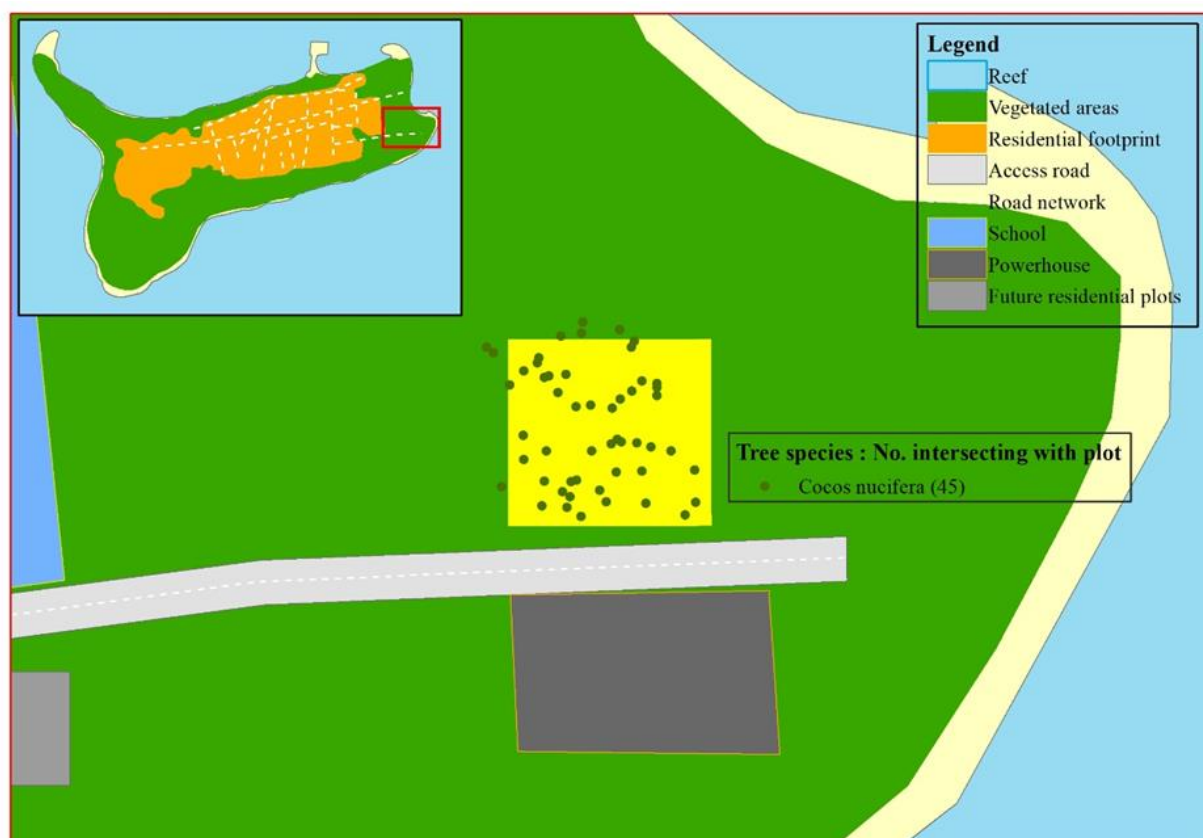 Legend
Reef
Vegetated areas
Residential footprint
Access road
Road network
School
Powerhouse
Future residential plots
Tree species : No. intersecting with plot
Cocos nucifera (45)